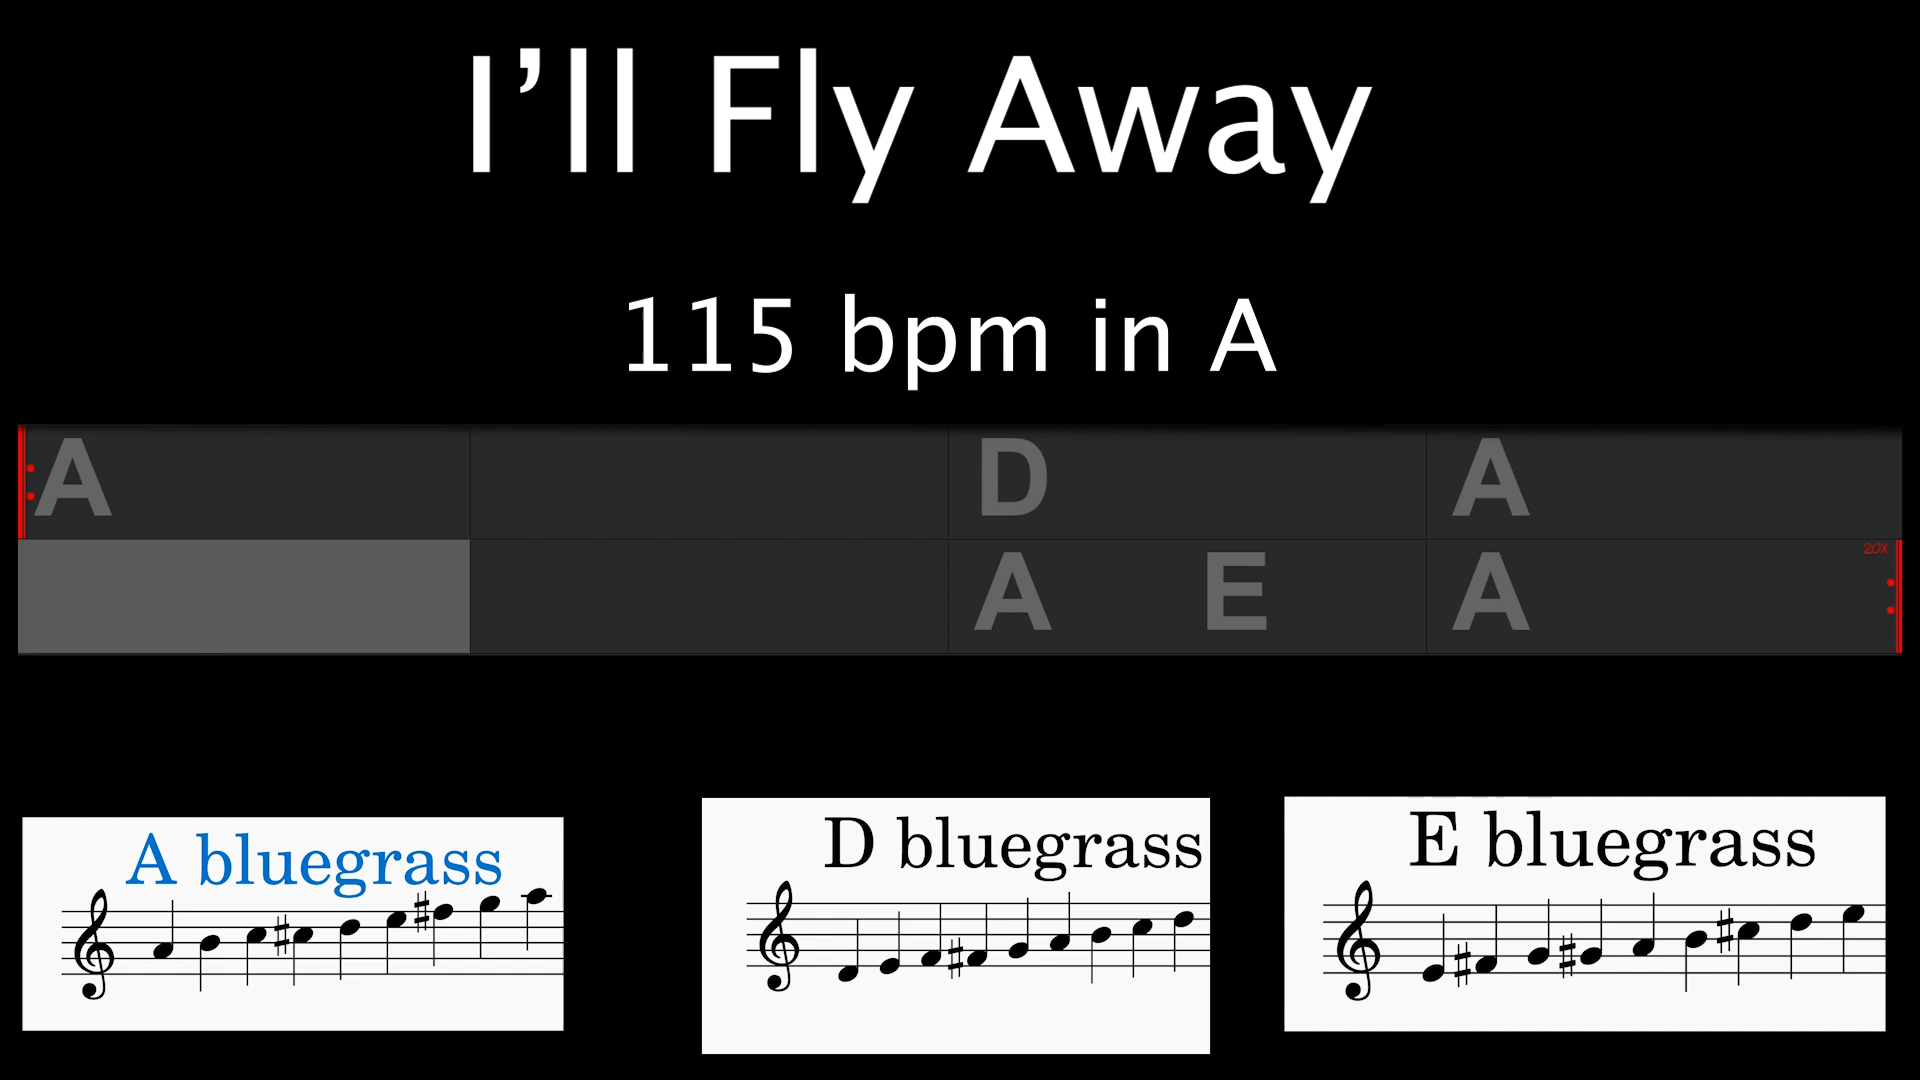 I’ll Fly Away
115 bpm in A
A D A
20X
A E A
A bluegrass
D bluegrass
E bluegrass